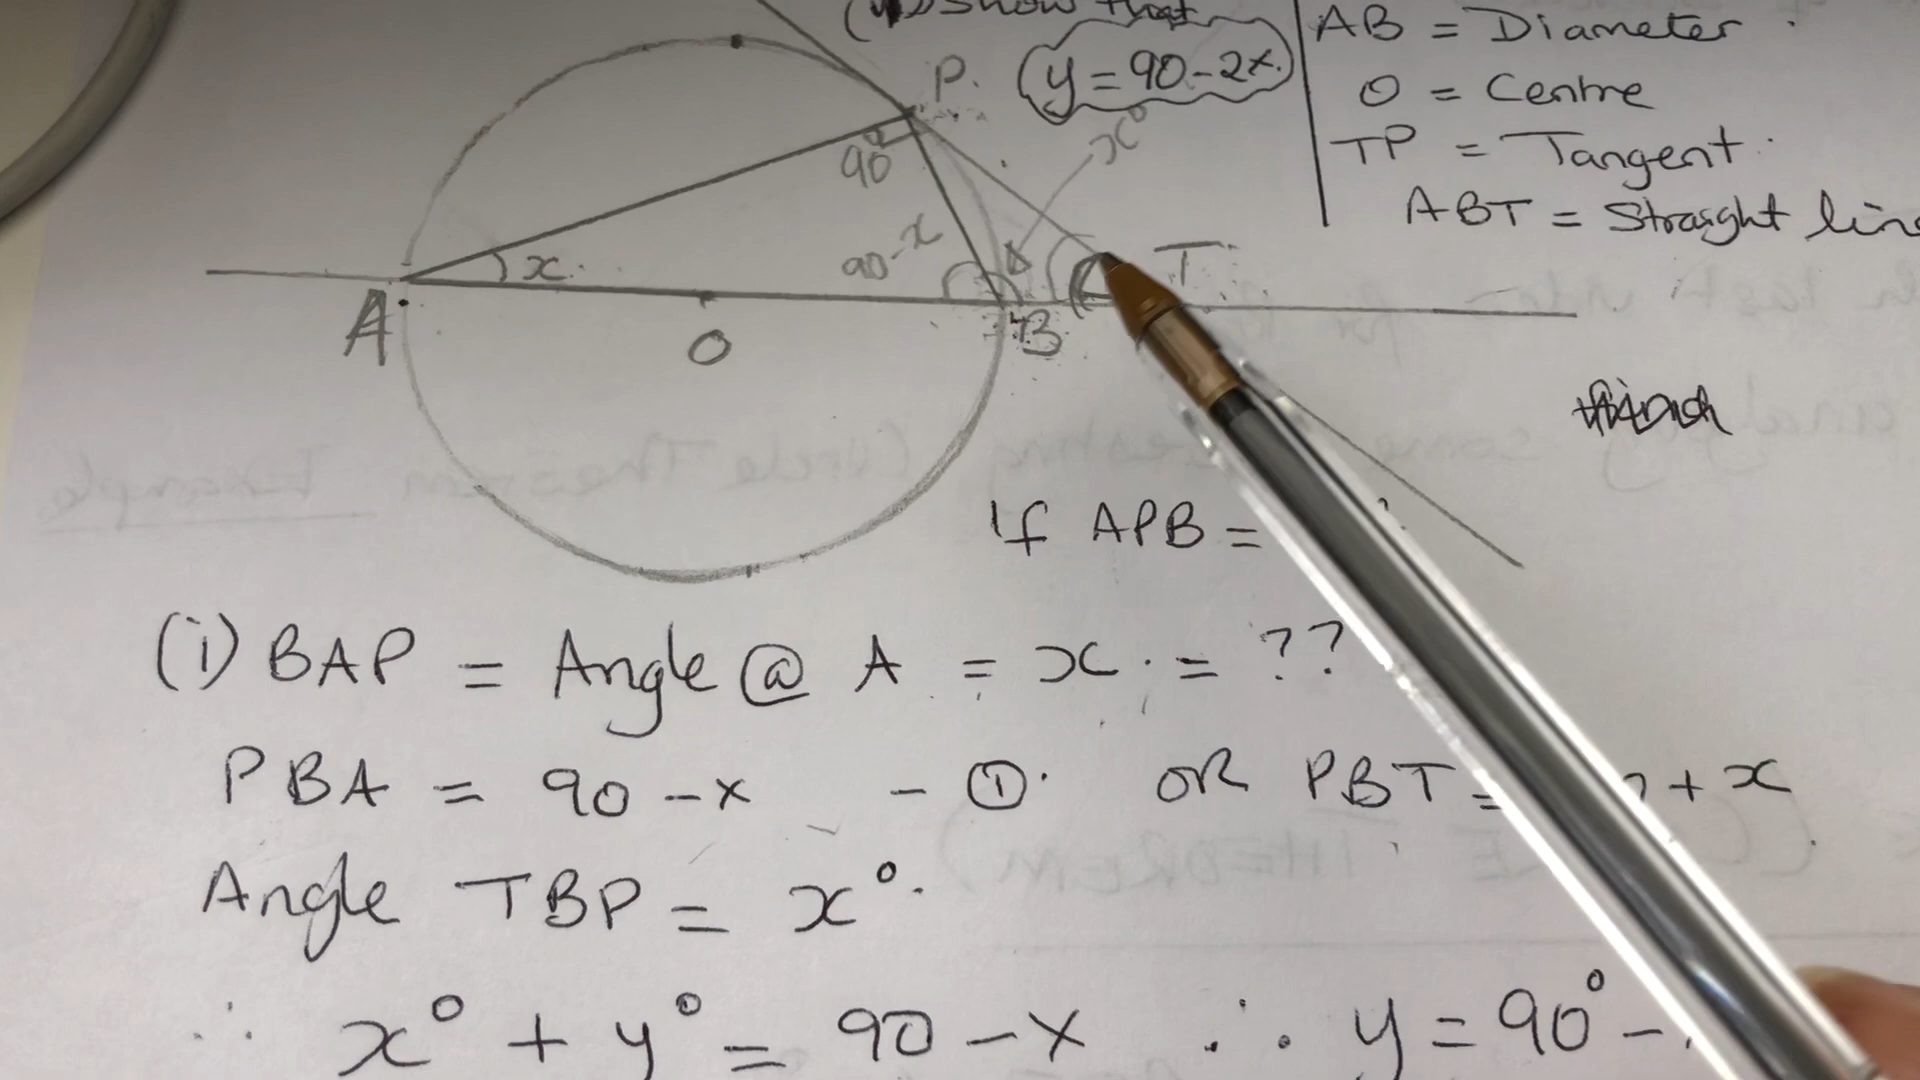 Show that
y = 90 - 2x.
AB = Diameter
O = Centre
TP = Tangent
ABT = Straight
P.
90°
x°
90-x
x
T
A
O
B
If APB =
(i) BAP = Angle @ A = x = ??
PBA = 90 - x - ① OR PBT = + x
Angle TBP = x°
∴ x° + y° = 90 - x ∴ y = 90° -